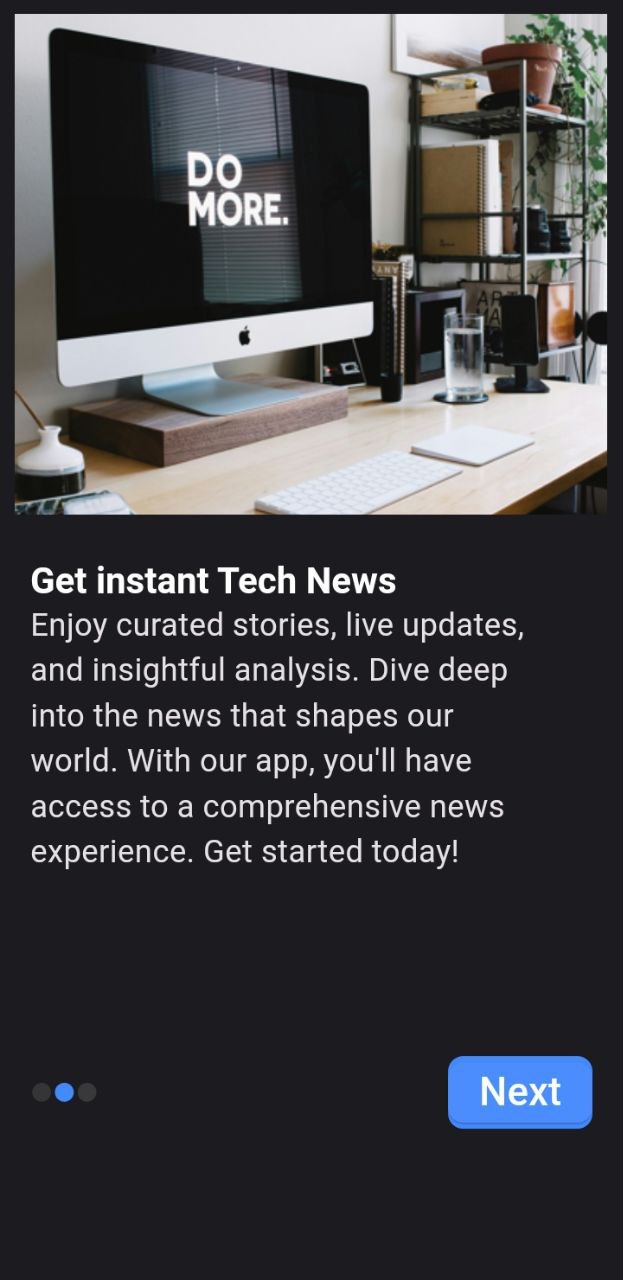 DO
MORE.
Get instant Tech News
Enjoy curated stories, live updates,
and insightful analysis. Dive deep
into the news that shapes our
world. With our app, you'll have
access to a comprehensive news
experience. Get started today!
Next